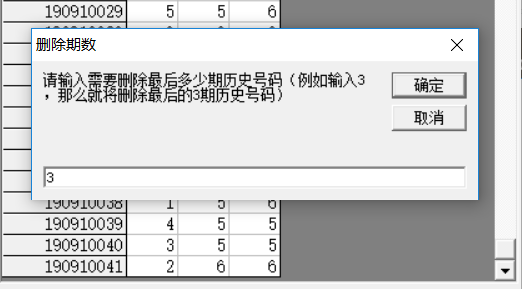 190910029 5 5 6
删除期数
请输入需要删除最后多少期历史号码（例如输入3
，那么就将删除最后的3期历史号码）
确定
取消
3
190910038 1 5 6
190910039 4 5 5
190910040 3 5 5
190910041 2 6 6